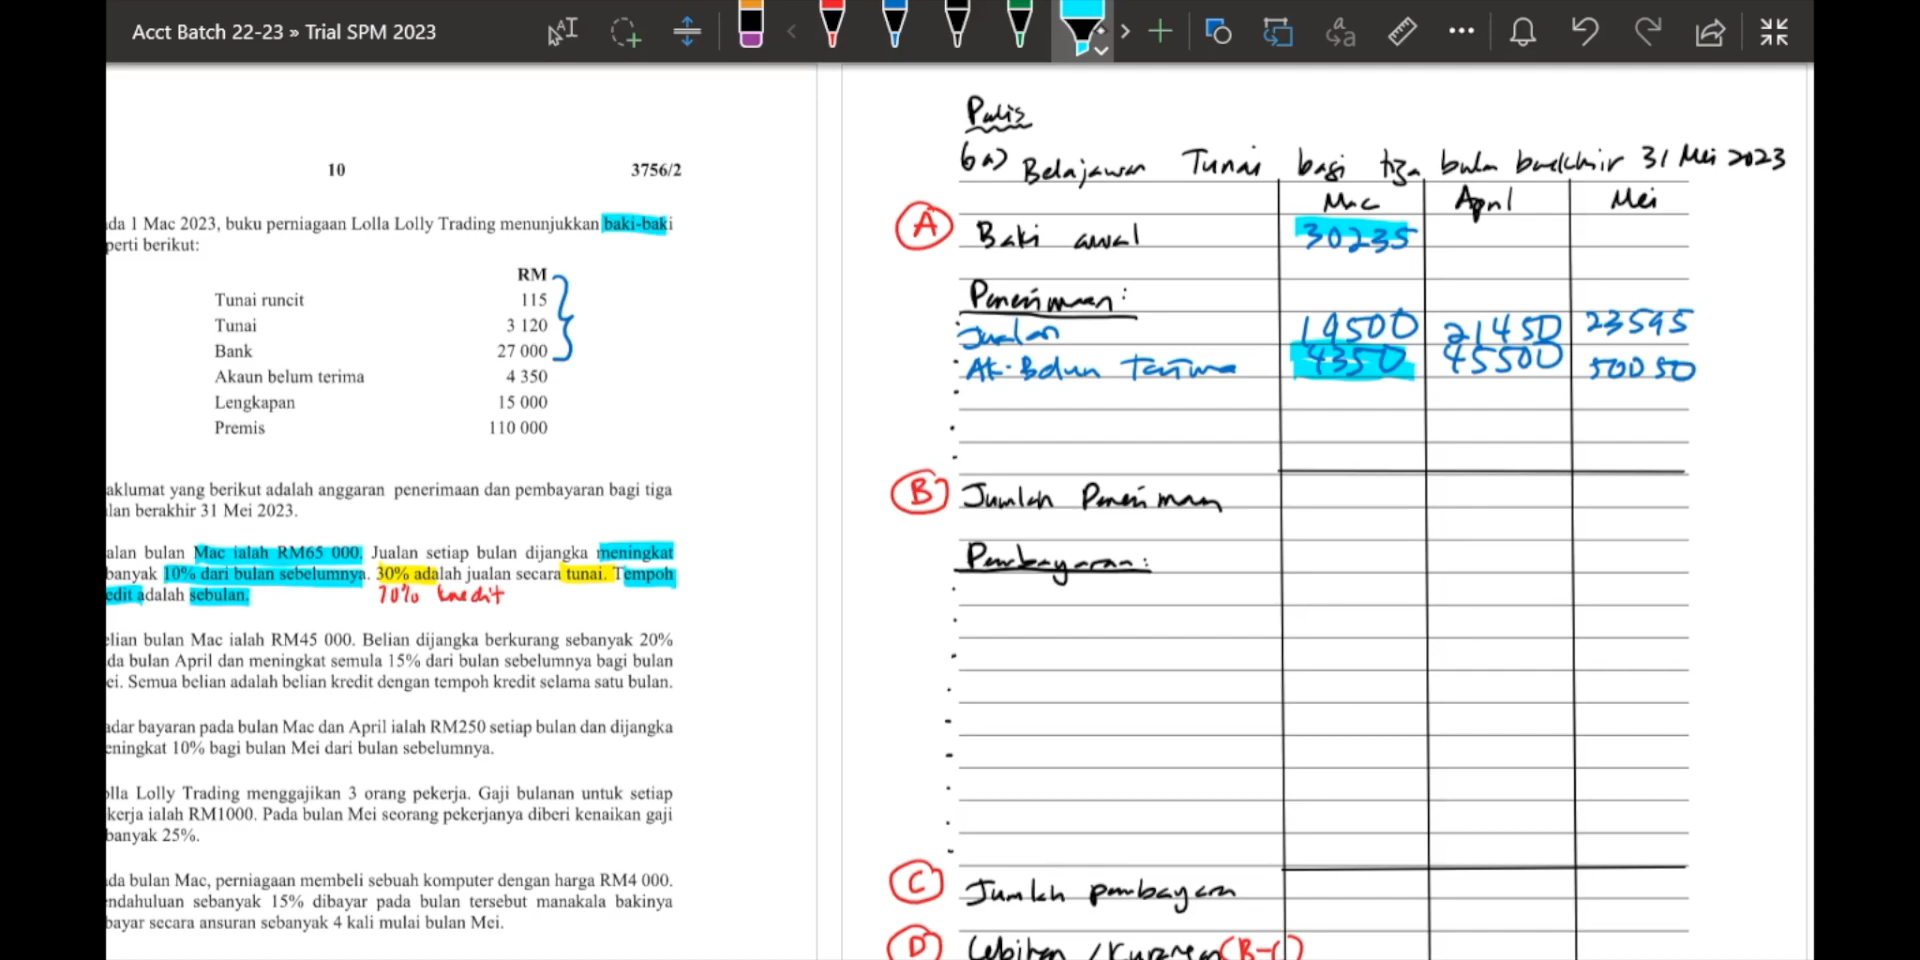 Acct Batch 22-23 » Trial SPM 2023
10 3756/2
da 1 Mac 2023, buku perniagaan Lolla Lolly Trading menunjukkan baki-baki
perti berikut:
RM
Tunai runcit 115
Tunai 3 120
Bank 27 000
Akaun belum terima 4 350
Lengkapan 15 000
Premis 110 000
aklumat yang berikut adalah anggaran penerimaan dan pembayaran bagi tiga
lan berakhir 31 Mei 2023.
alan bulan Mac ialah RM65 000. Jualan setiap bulan dijangka meningkat
banyak 10% dari bulan sebelumnya. 30% adalah jualan secara tunai. Tempoh
edit adalah sebulan.
70% kredit
elian bulan Mac ialah RM45 000. Belian dijangka berkurang sebanyak 20%
da bulan April dan meningkat semula 15% dari bulan sebelumnya bagi bulan
ei. Semua belian adalah belian kredit dengan tempoh kredit selama satu bulan.
adar bayaran pada bulan Mac dan April ialah RM250 setiap bulan dan dijangka
eningkat 10% bagi bulan Mei dari bulan sebelumnya.
olla Lolly Trading menggajikan 3 orang pekerja. Gaji bulanan untuk setiap
kerja ialah RM1000. Pada bulan Mei seorang pekerjanya diberi kenaikan gaji
banyak 25%.
da bulan Mac, perniagaan membeli sebuah komputer dengan harga RM4 000.
endahuluan sebanyak 15% dibayar pada bulan tersebut manakala bakinya
bayar secara ansuran sebanyak 4 kali mulai bulan Mei.
6a) Belanjawan Tunai bagi tiga bulan berakhir 31 Mei 2023
Mac April Mei
A Baki awal 30235
Penerimaan:
Jualan 19500 21450 23595
Ak. Belum Terima 4350 45500 50050
B Jumlah Penerimaan
Pembayaran:
C Jumlah pembayaran
D Lebihan / Kurangan (B-C)